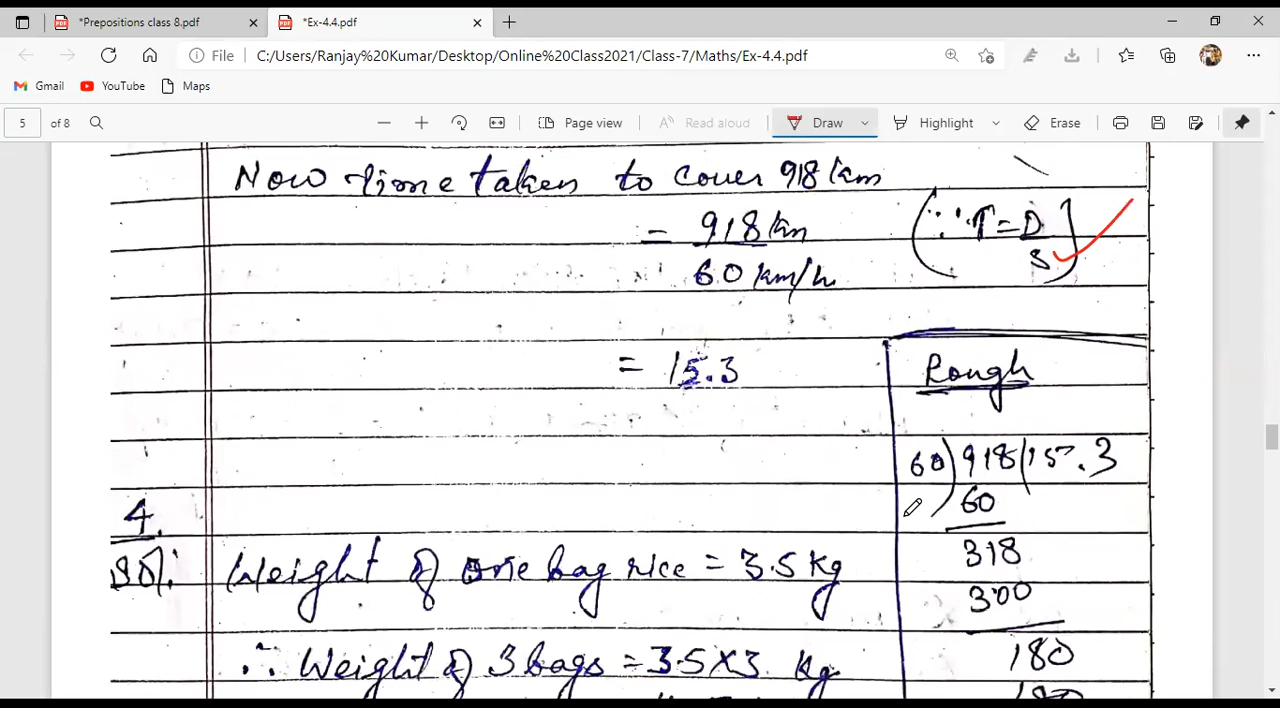 *Prepositions class 8.pdf
*Ex-4.4.pdf
File C:/Users/Ranjay%20Kumar/Desktop/Online%20Class2021/Class-7/Maths/Ex-4.4.pdf
Gmail YouTube Maps
5 of 8 Page view Read aloud Draw Highlight Erase
Now time taken to cover 918 km
= 918 km
60 km/h
(∵ T = D
S)
= 15.3
Rough
60) 918 (15.3
60
318
300
180
180
4.
Sol: Weight of one bag rice = 3.5 kg
∴ Weight of 3 bags = 3.5 × 3 kg